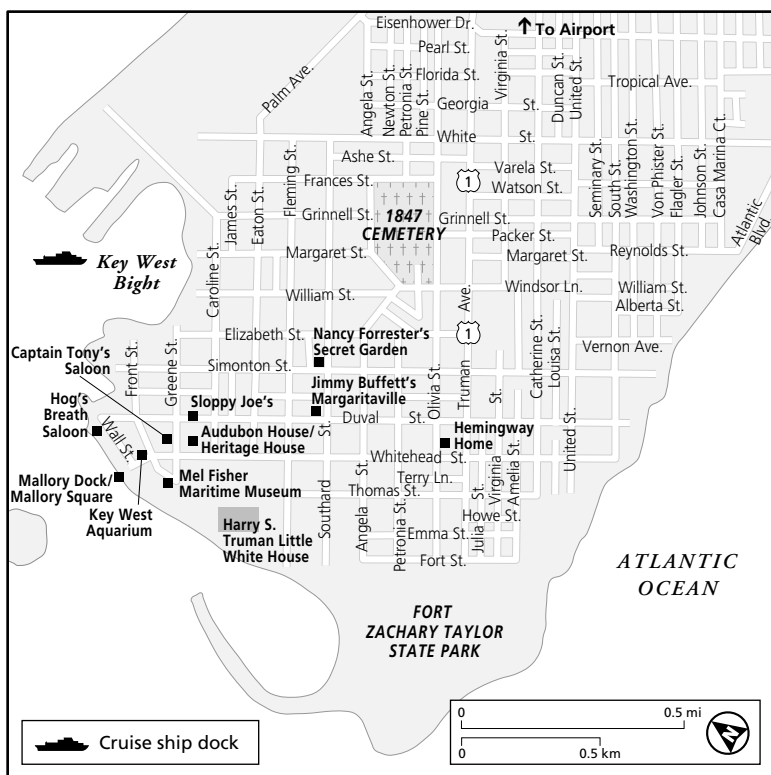 Eisenhower Dr.
To Airport
Pearl St.
Virginia St.
Palm Ave.
Angela St.
Newton St.
Petronia St.
Pine St.
Florida St.
Duncan St.
United St.
Tropical Ave.
Georgia St.
White St.
Ashe St.
Fleming St.
Varela St.
1
Watson St.
Seminary St.
South St.
Washington St.
Von Phister St.
Flagler St.
Johnson St.
Casa Marina Ct.
Frances St.
James St.
Eaton St.
Grinnell St.
1847
CEMETERY
Grinnell St.
Packer St.
Atlantic
Blvd.
Key West
Bight
Caroline St.
Margaret St.
Margaret St.
Reynolds St.
William St.
Windsor Ln.
William St.
Alberta St.
Elizabeth St.
Nancy Forrester's
Secret Garden
Ave.
1
Vernon Ave.
Captain Tony's
Saloon
Front St.
Greene St.
Simonton St.
Catherine St.
Louisa St.
Hog's
Breath
Saloon
Sloppy Joe's
Jimmy Buffett's
Margaritaville
Olivia St.
Truman
St.
Duval St.
Wall St.
Audubon House/
Heritage House
St.
Hemingway
Home
Whitehead St.
United St.
Mallory Dock/
Mallory Square
Mel Fisher
Maritime Museum
Terry Ln.
Virginia
Amelia St.
Thomas St.
Key West
Aquarium
Southard
Angela St.
Petronia St.
Julia St.
Howe St.
Harry S.
Truman Little
White House
Emma St.
Fort St.
ATLANTIC
OCEAN
FORT
ZACHARY TAYLOR
STATE PARK
0 0.5 mi
0 0.5 km
N
Cruise ship dock